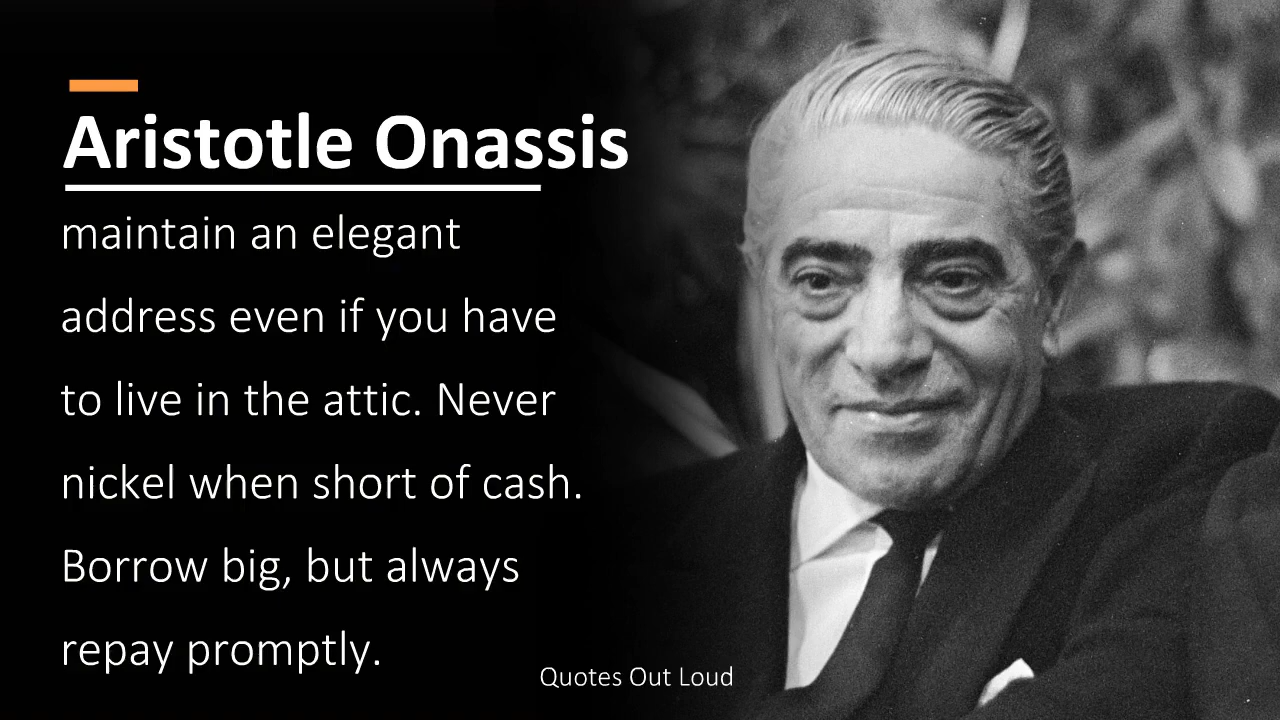 Aristotle Onassis
maintain an elegant
address even if you have
to live in the attic. Never
nickel when short of cash.
Borrow big, but always
repay promptly.
Quotes Out Loud